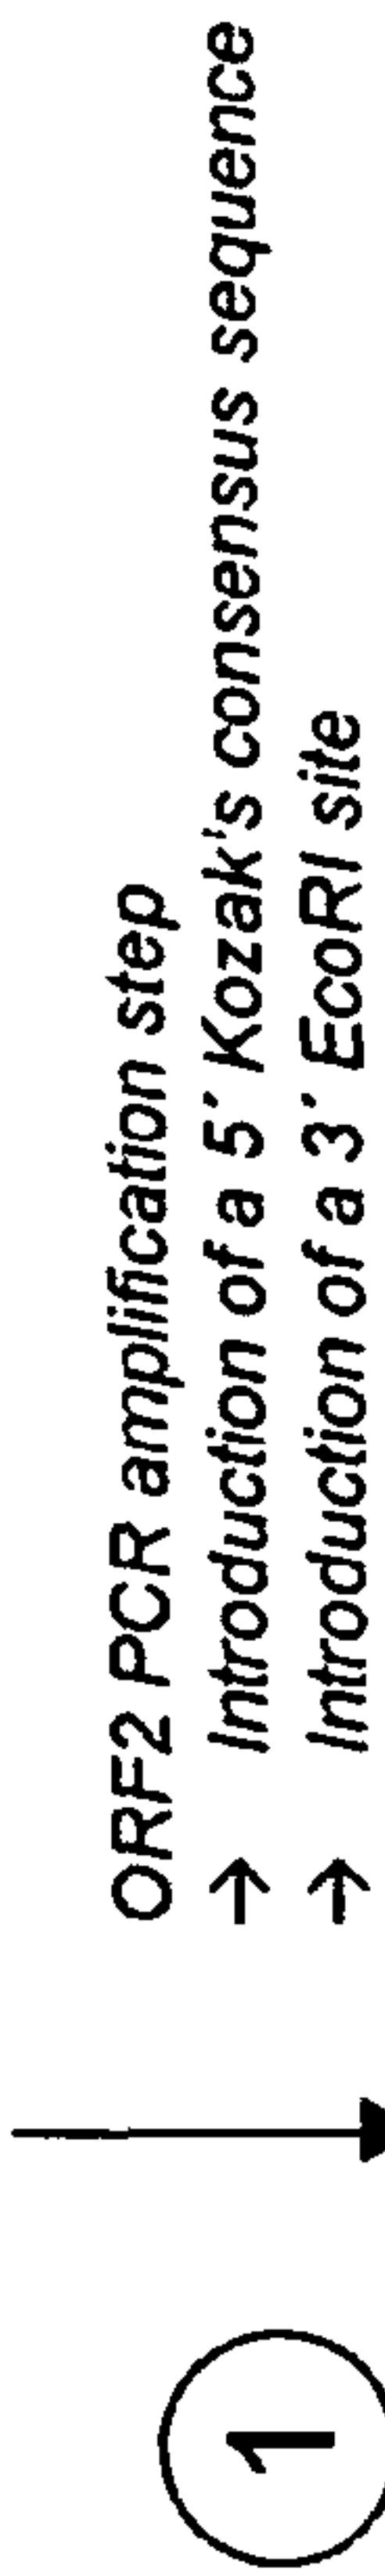 1
ORF2 PCR amplification step
→ Introduction of a 5´ Kozak's consensus sequence
→ Introduction of a 3´ EcoRI site